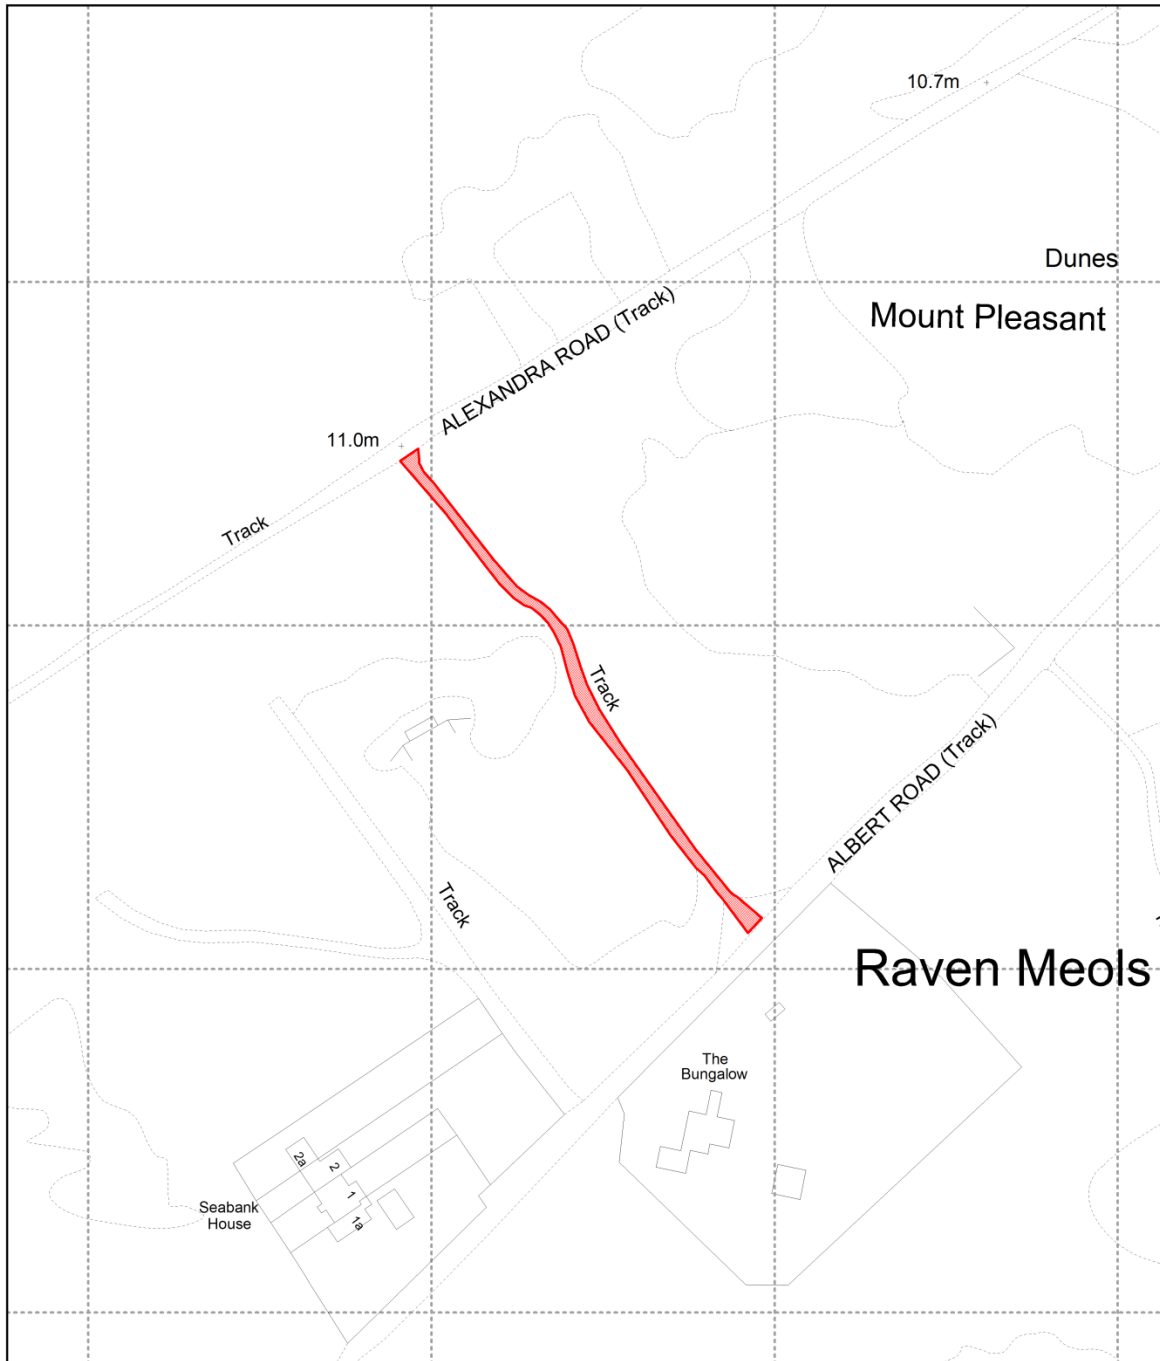 10.7m
Dunes
Mount Pleasant
ALEXANDRA ROAD (Track)
11.0m
Track
Track
ALBERT ROAD (Track)
Track
Raven Meols
The
Bungalow
2a
2
1
1a
Seabank
House